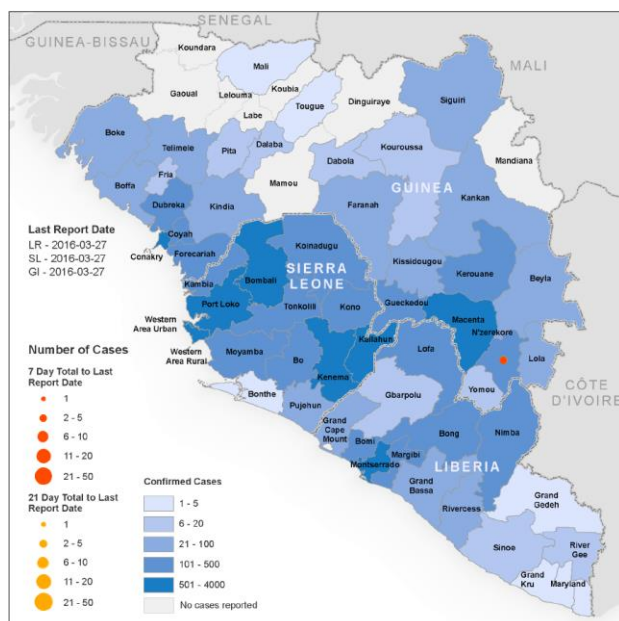 SENEGAL
GUINEA-BISSAU
MALI
Koundara
Mali
Gaoual
Koubia
Lelouma
Tougue
Labe
Dinguiraye
Siguiri
Boke
Telimele
Pita
Dalaba
Kouroussa
Mandiana
Dabola
Fria
Mamou
GUINEA
Boffa
Dubreka
Kindia
Faranah
Kankan
Last Report Date
LR - 2016-03-27
SL - 2016-03-27
GI - 2016-03-27
Coyah
Conakry
Forecariah
Koinadugu
Kissidougou
Kerouane
Beyla
SIERRA
LEONE
Kambia
Bombali
Port Loko
Tonkolili
Kono
Gueckedou
Macenta
N'zerekore
Western
Area Urban
Kailahun
Lofa
Lola
Western
Area Rural
Moyamba
Bo
Kenema
Yomou
CÔTE
D'IVOIRE
Bonthe
Pujehun
Gbarpolu
Grand
Cape
Mount
Bomi
Bong
Nimba
Margibi
Montserrado
LIBERIA
Grand
Bassa
Rivercess
Grand
Gedeh
Sinoe
River
Gee
Grand
Kru
Maryland
Number of Cases
7 Day Total to Last
Report Date
1
2 - 5
6 - 10
11 - 20
21 - 50
21 Day Total to Last
Report Date
1
2 - 5
6 - 10
11 - 20
21 - 50
Confirmed Cases
1 - 5
6 - 20
21 - 100
101 - 500
501 - 4000
No cases reported